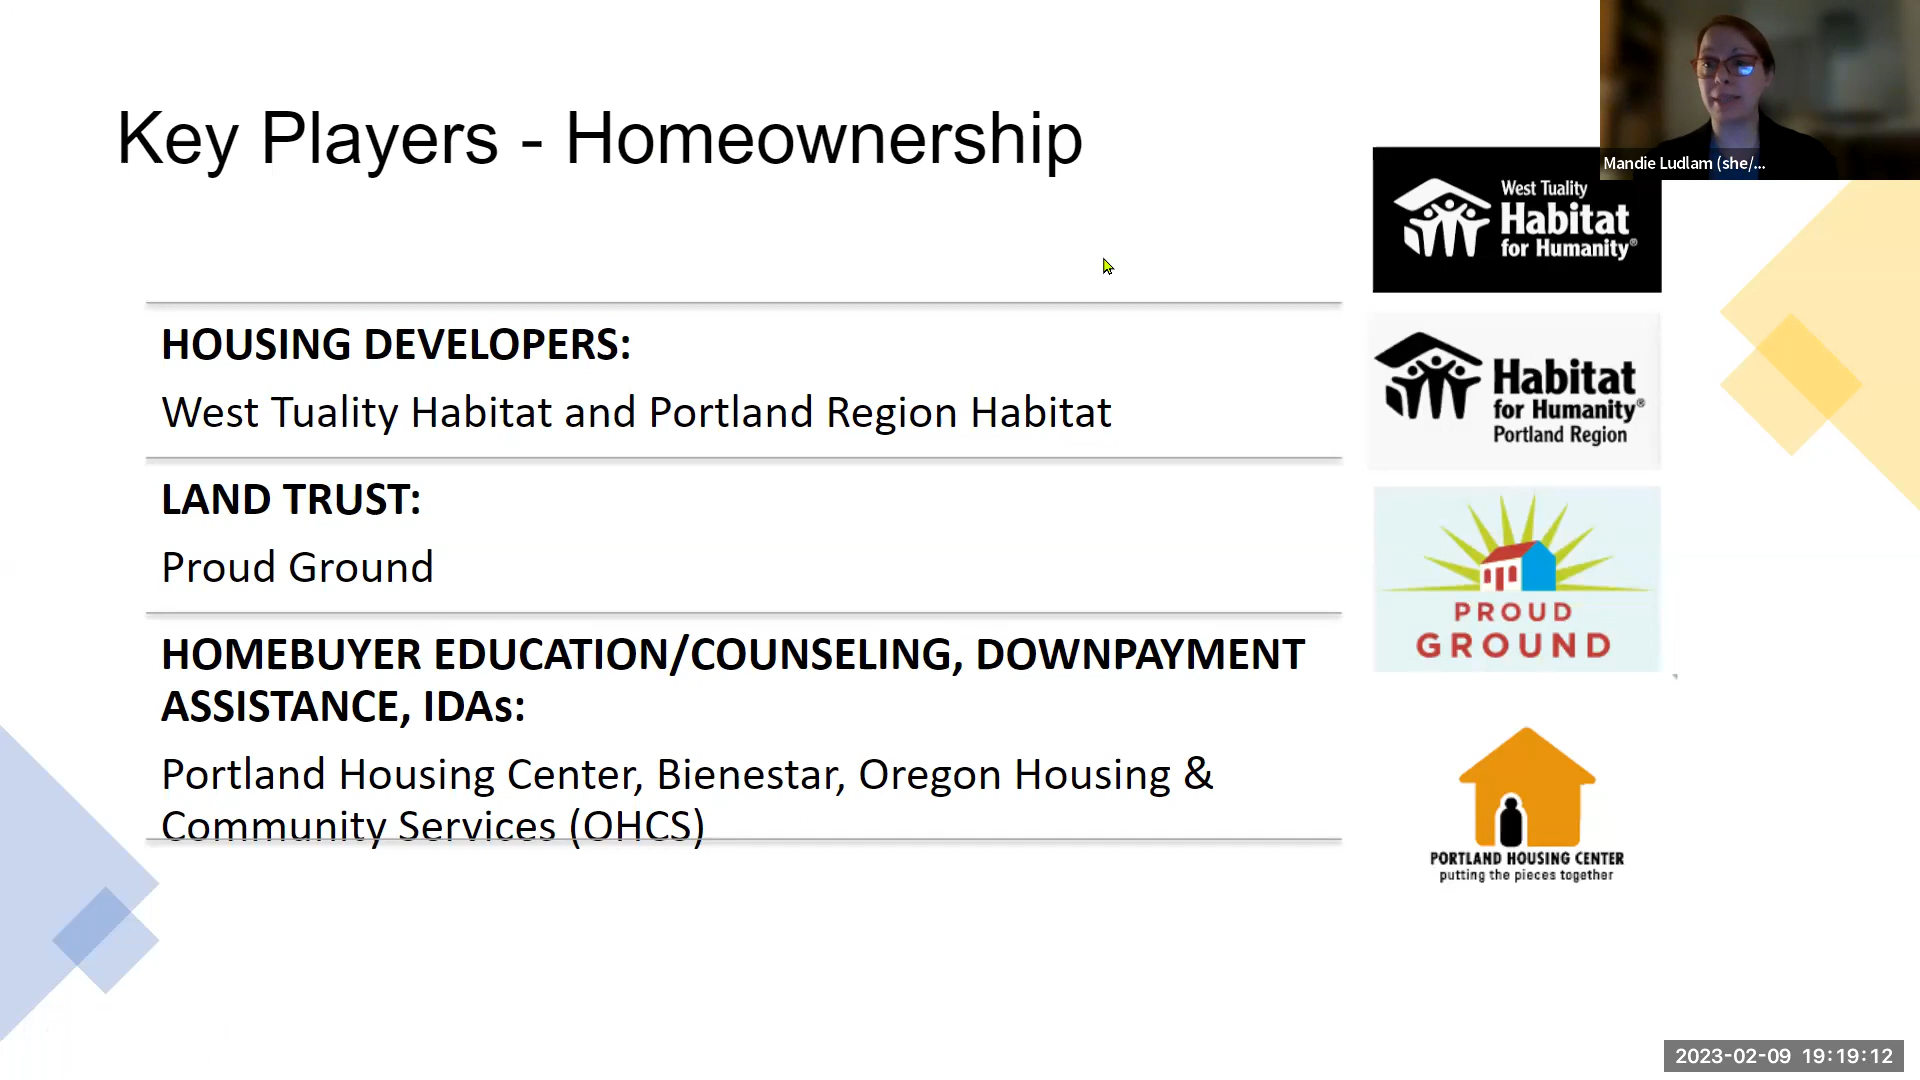 Key Players - Homeownership
Mandie Ludlam (she/...
West Tuality
Habitat
for Humanity®
HOUSING DEVELOPERS:
West Tuality Habitat and Portland Region Habitat
Habitat
for Humanity®
Portland Region
LAND TRUST:
Proud Ground
PROUD
GROUND
HOMEBUYER EDUCATION/COUNSELING, DOWNPAYMENT
ASSISTANCE, IDAs:
Portland Housing Center, Bienestar, Oregon Housing &
Community Services (OHCS)
PORTLAND HOUSING CENTER
putting the pieces together
2023-02-09 19:19:12